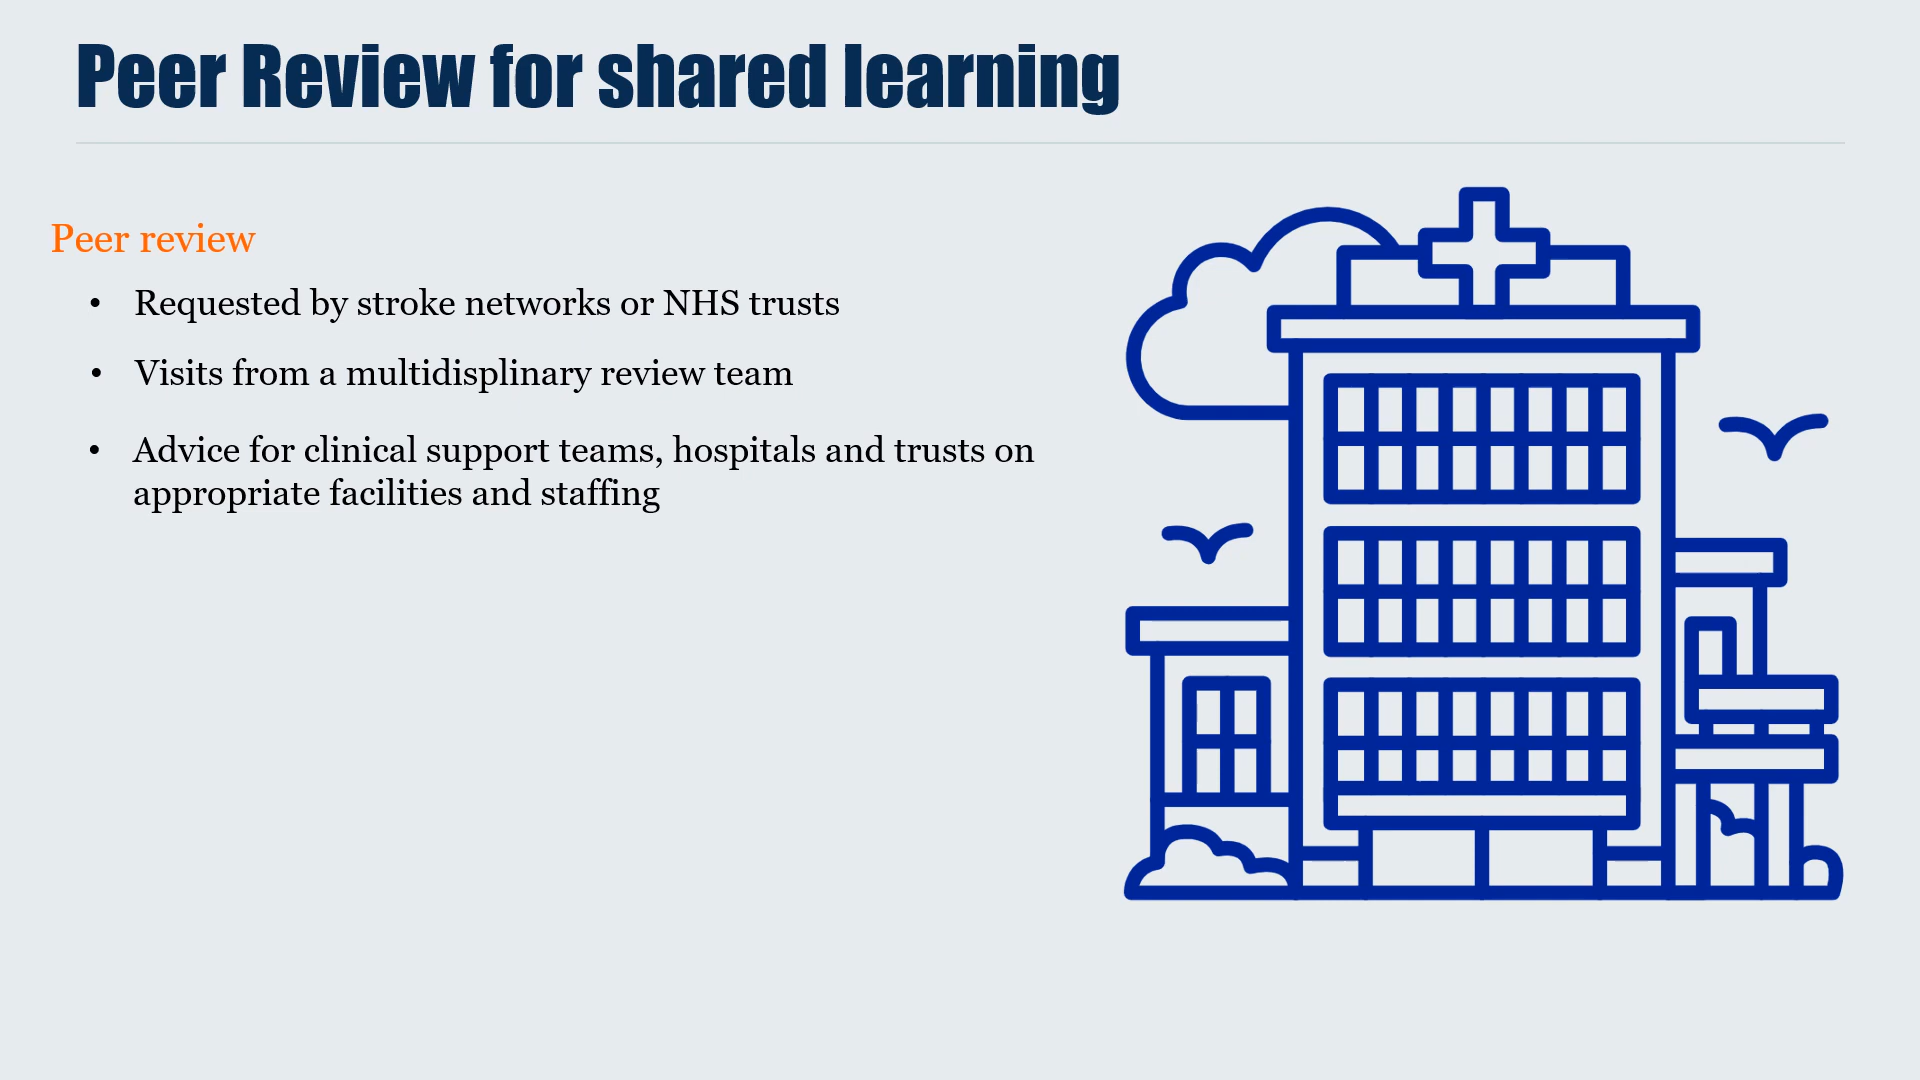 Peer Review for shared learning
Peer review
• Requested by stroke networks or NHS trusts
• Visits from a multidisplinary review team
• Advice for clinical support teams, hospitals and trusts on
appropriate facilities and staffing